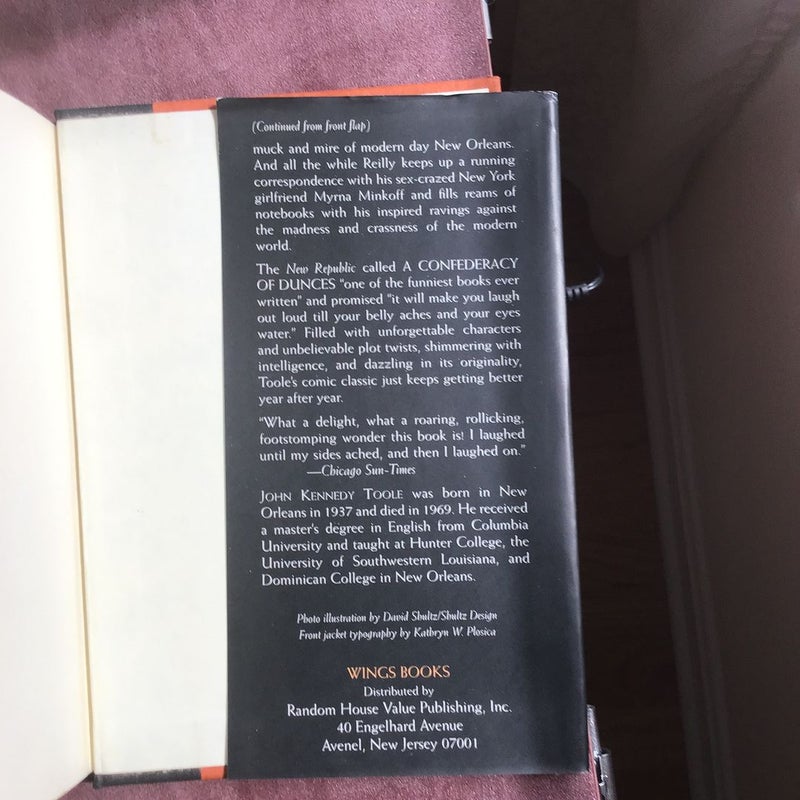 (Continued from front flap)
muck and mire of modern day New Orleans.
And all the while Reilly keeps up a running
correspondence with his sex-crazed New York
girlfriend Myrna Minkoff and fills reams of
notebooks with his inspired ravings against
the madness and crassness of the modern
world.
The New Republic called A CONFEDERACY
OF DUNCES “one of the funniest books ever
written” and promised “it will make you laugh
out loud till your belly aches and your eyes
water.” Filled with unforgettable characters
and unbelievable plot twists, shimmering with
intelligence, and dazzling in its originality,
Toole's comic classic just keeps getting better
year after year.
“What a delight, what a roaring, rollicking,
footstomping wonder this book is! I laughed
until my sides ached, and then I laughed on.”
—Chicago Sun-Times
JOHN KENNEDY TOOLE was born in New
Orleans in 1937 and died in 1969. He received
a master's degree in English from Columbia
University and taught at Hunter College, the
University of Southwestern Louisiana, and
Dominican College in New Orleans.
Photo illustration by David Shultz/Shultz Design
Front jacket typography by Kathryn W. Plosica
WINGS BOOKS
Distributed by
Random House Value Publishing, Inc.
40 Engelhard Avenue
Avenel, New Jersey 07001